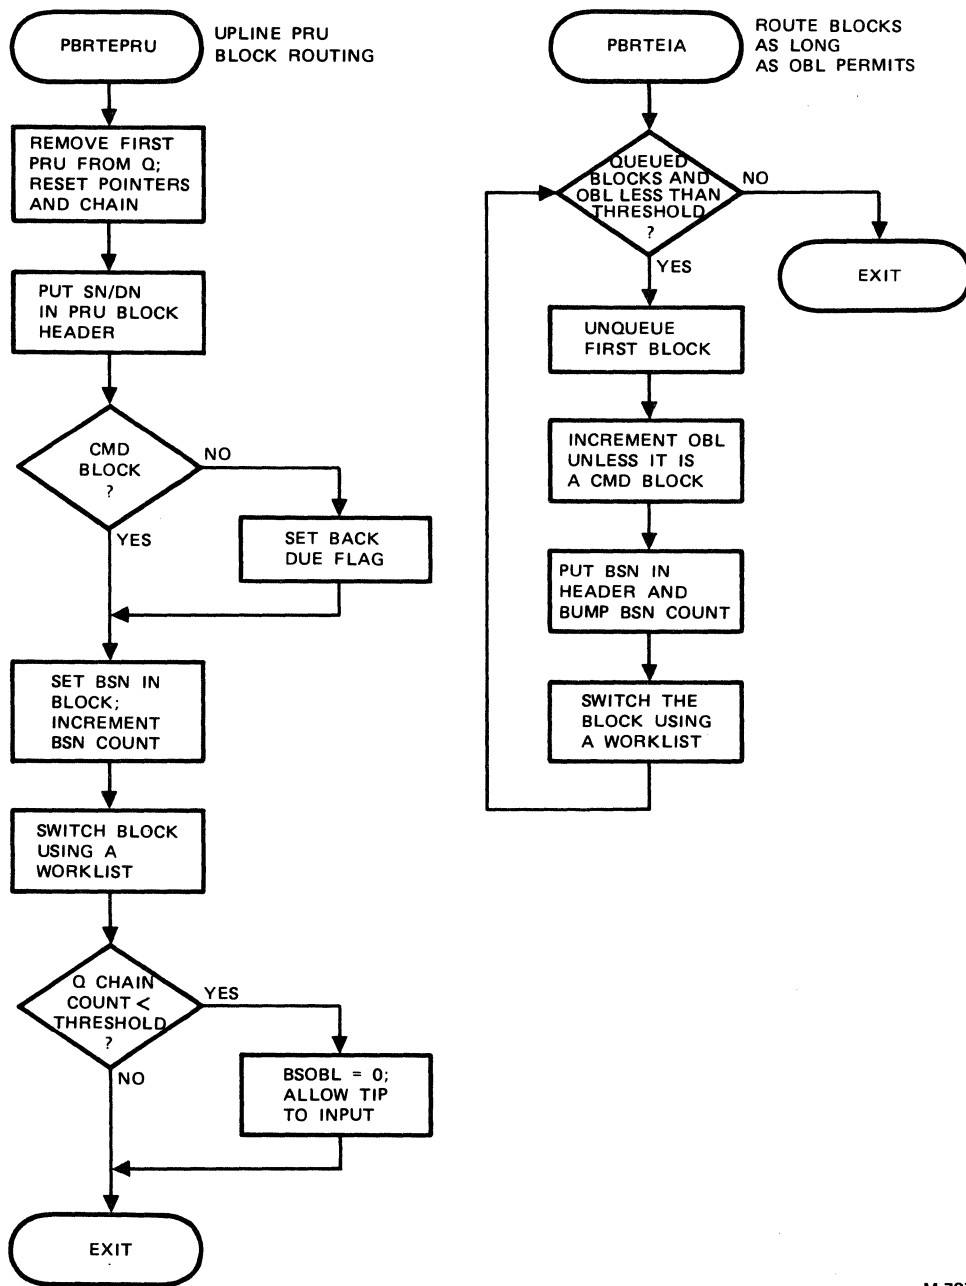 PBRTEPRU
UPLINE PRU
BLOCK ROUTING
REMOVE FIRST
PRU FROM Q;
RESET POINTERS
AND CHAIN
PUT SN/DN
IN PRU BLOCK
HEADER
CMD
BLOCK
?
NO
YES
SET BACK
DUE FLAG
SET BSN IN
BLOCK;
INCREMENT
BSN COUNT
SWITCH BLOCK
USING A
WORKLIST
Q CHAIN
COUNT <
THRESHOLD
?
YES
NO
BSOBL = 0;
ALLOW TIP
TO INPUT
EXIT
PBRTEIA
ROUTE BLOCKS
AS LONG
AS OBL PERMITS
QUEUED
BLOCKS AND
OBL LESS THAN
THRESHOLD
?
NO
YES
EXIT
UNQUEUE
FIRST BLOCK
INCREMENT OBL
UNLESS IT IS
A CMD BLOCK
PUT BSN IN
HEADER AND
BUMP BSN COUNT
SWITCH THE
BLOCK USING
A WORKLIST